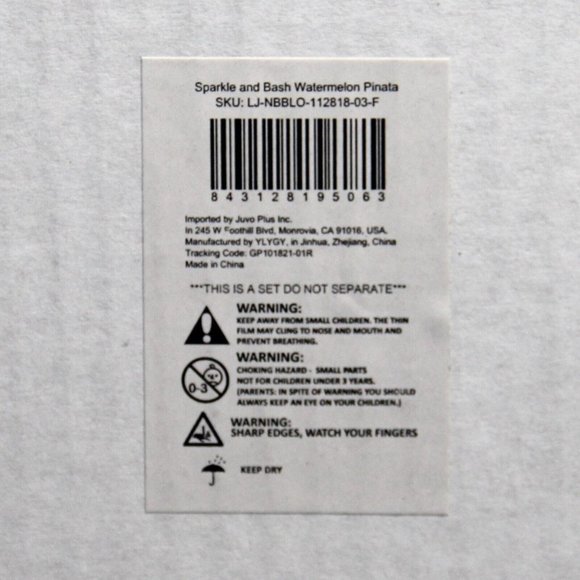 Sparkle and Bash Watermelon Pinata
SKU: LJ-NBBLO-112818-03-F
843128195063
Imported by Juvo Plus Inc.
In 245 W Foothill Blvd, Monrovia, CA 91016, USA.
Manufactured by YLYGY, in Jinhua, Zhejiang, China
Tracking Code: GP101821-01R
Made in China
***THIS IS A SET DO NOT SEPARATE***
WARNING:
KEEP AWAY FROM SMALL CHILDREN. THE THIN
FILM MAY CLING TO NOSE AND MOUTH AND
PREVENT BREATHING.
0-3
WARNING:
CHOKING HAZARD - SMALL PARTS
NOT FOR CHILDREN UNDER 3 YEARS.
(PARENTS: IN SPITE OF WARNING YOU SHOULD
ALWAYS KEEP AN EYE ON YOUR CHILDREN.)
WARNING:
SHARP EDGES, WATCH YOUR FINGERS
KEEP DRY